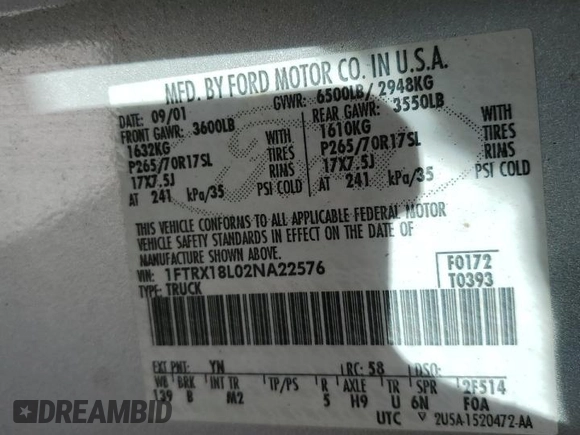 MFD. BY FORD MOTOR CO. IN U.S.A.
DATE: 09/01 GVWR: 6500LB/ 2948KG
FRONT GAWR: 3600LB REAR GAWR: 3550LB
1632KG WITH 1610KG WITH
P265/70R17SL TIRES P265/70R17SL TIRES
17X7.5J RIMS 17X7.5J RIMS
AT 241 kPa/35 PSI COLD AT 241 kPa/35 PSI COLD
THIS VEHICLE CONFORMS TO ALL APPLICABLE FEDERAL MOTOR
VEHICLE SAFETY STANDARDS IN EFFECT ON THE DATE OF
MANUFACTURE SHOWN ABOVE.
VIN: 1FTRX18L02NA22576 F0172
TYPE: TRUCK T0393
EXT PNT: YN RC: 58 DSO:
WB BRK INT TR TP/PS R AXLE TR SPR 2F514
139 B M2 5 H9 U 6N F0A
UTC 2USA-1520472-AA
DREAMBID